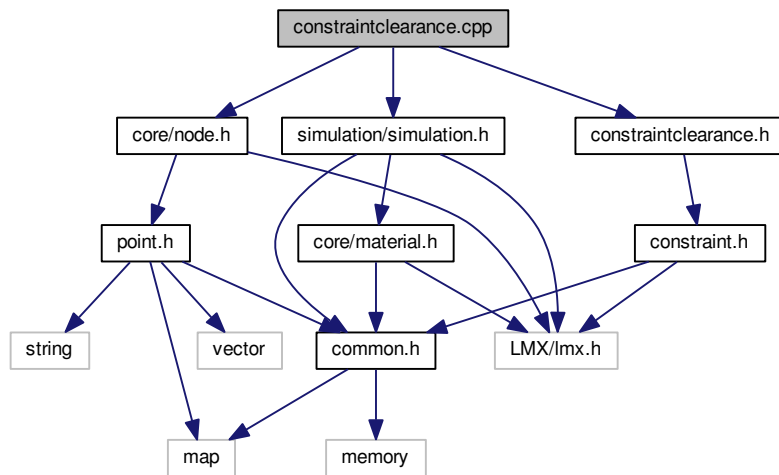 constraintclearance.cpp
core/node.h
simulation/simulation.h
constraintclearance.h
point.h
core/material.h
constraint.h
string
vector
common.h
LMX/lmx.h
map
memory